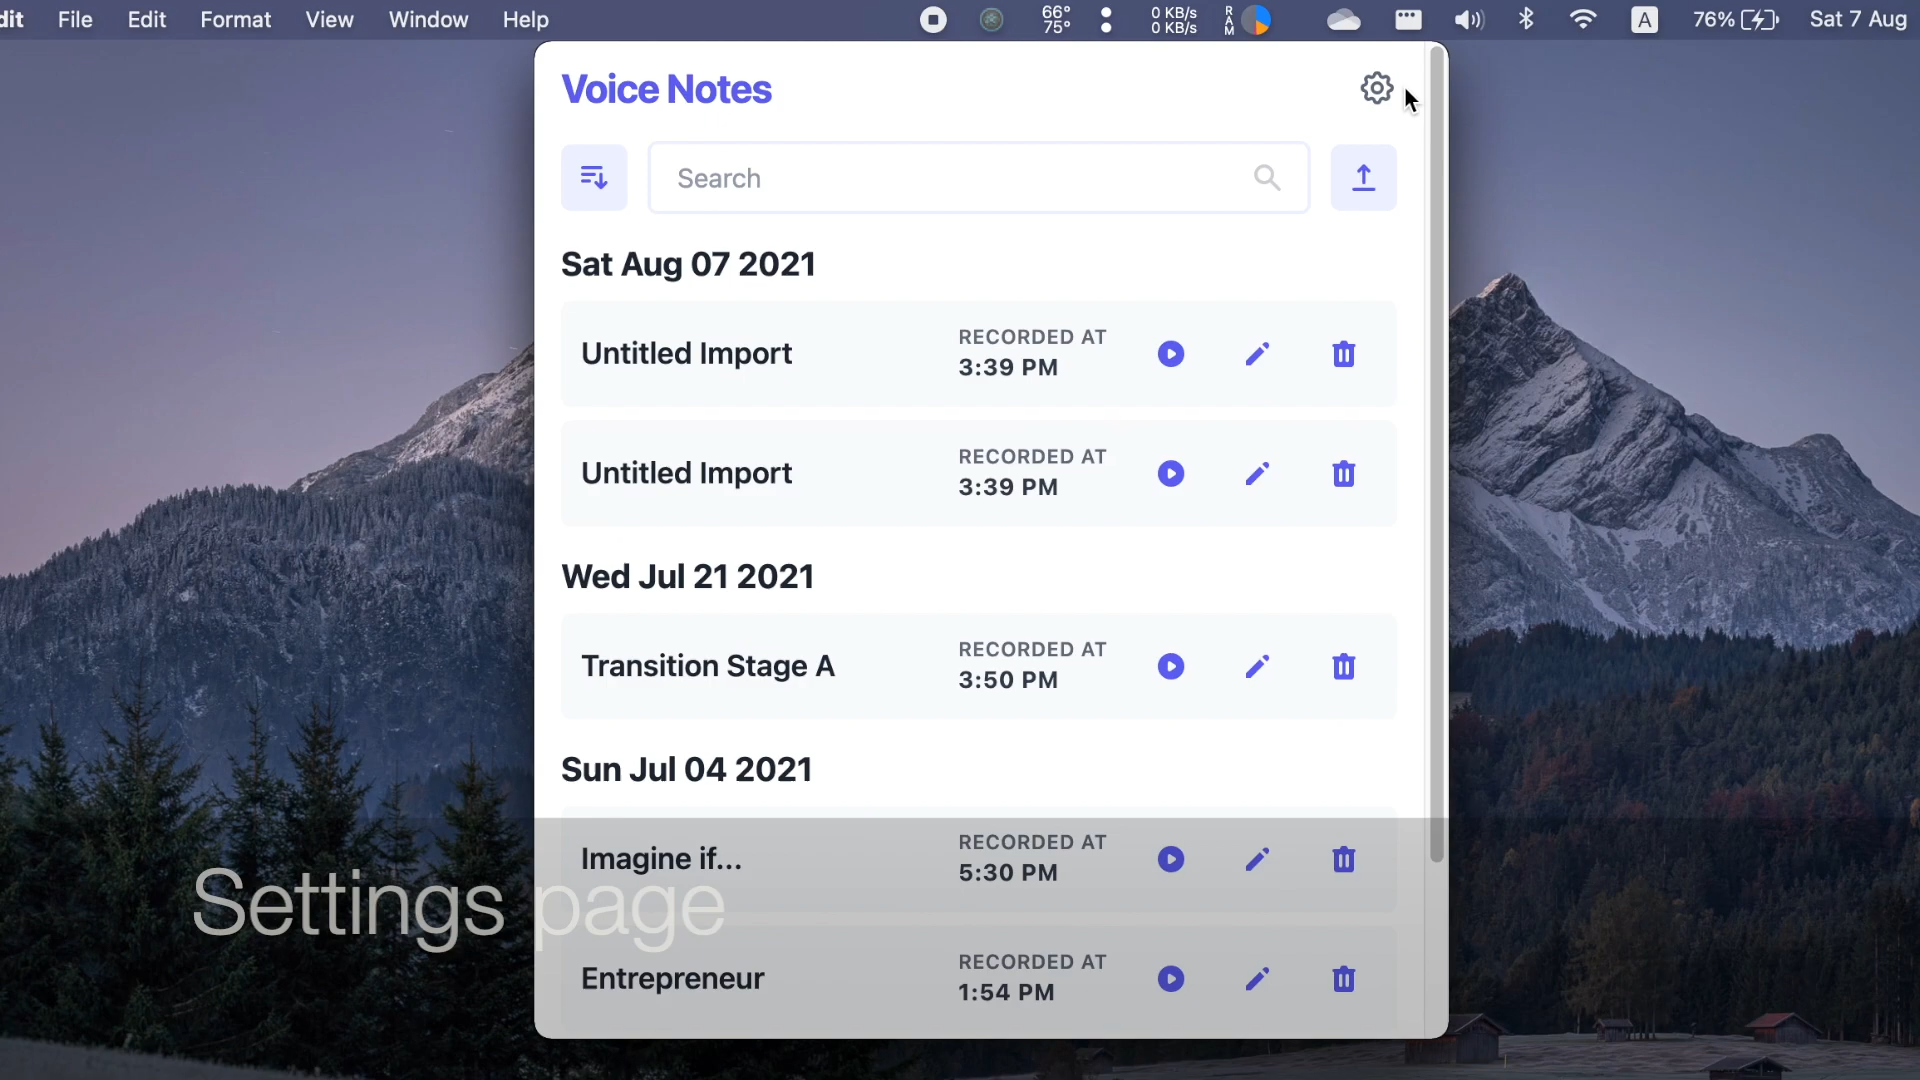 dit File Edit Format View Window Help 66° 75° 0 KB/s 0 KB/s RAM A 76% Sat 7 Aug
Voice Notes
Search
Sat Aug 07 2021
Untitled Import RECORDED AT 3:39 PM
Untitled Import RECORDED AT 3:39 PM
Wed Jul 21 2021
Transition Stage A RECORDED AT 3:50 PM
Sun Jul 04 2021
Imagine if... RECORDED AT 5:30 PM
Settings page
Entrepreneur RECORDED AT 1:54 PM